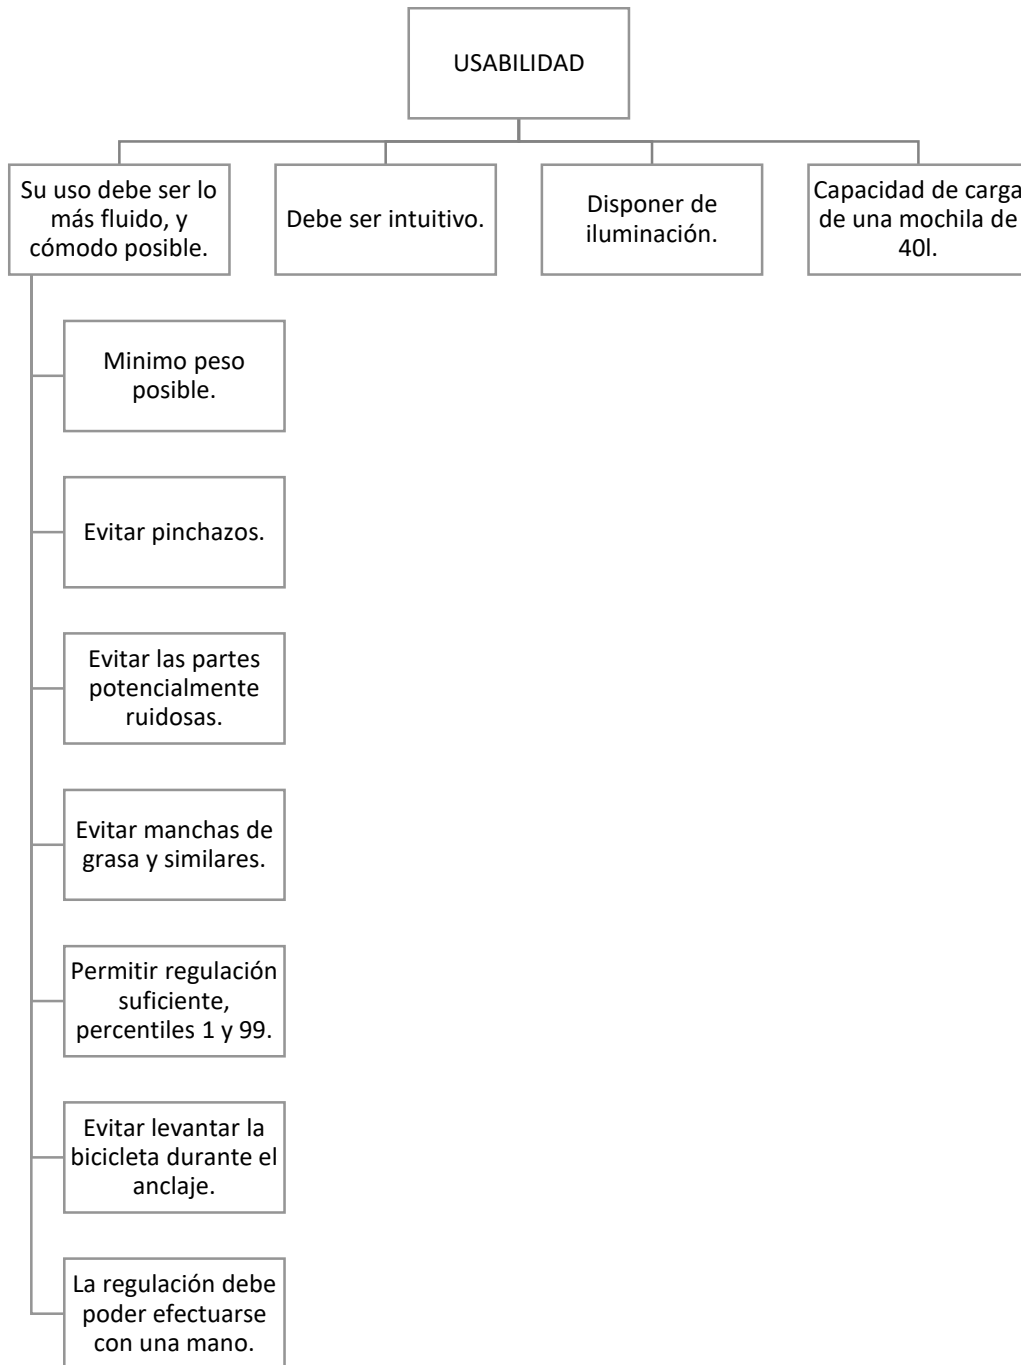 USABILIDAD
Su uso debe ser lo
más fluido, y
cómodo posible.
Debe ser intuitivo.
Disponer de
iluminación.
Capacidad de carga
de una mochila de
40l.
Minimo peso
posible.
Evitar pinchazos.
Evitar las partes
potencialmente
ruidosas.
Evitar manchas de
grasa y similares.
Permitir regulación
suficiente,
percentiles 1 y 99.
Evitar levantar la
bicicleta durante el
anclaje.
La regulación debe
poder efectuarse
con una mano.